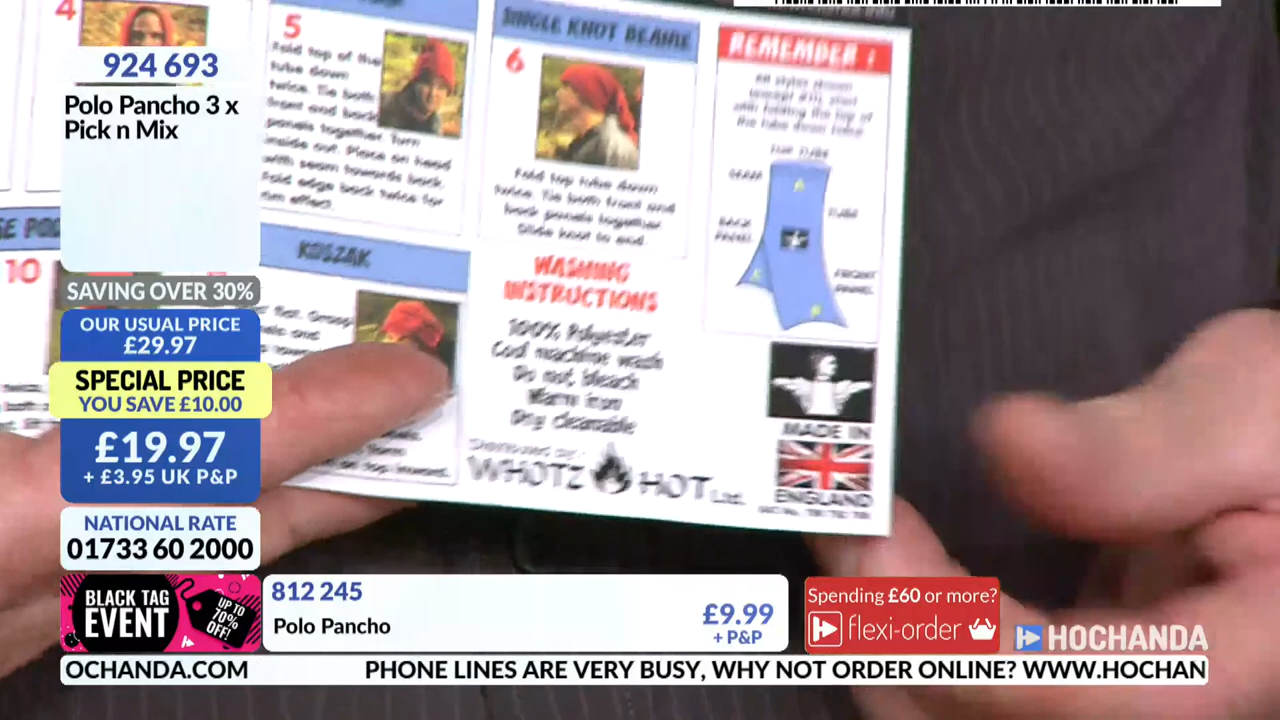 924 693
Polo Pancho 3 x
Pick n Mix
SAVING OVER 30%
OUR USUAL PRICE
£29.97
SPECIAL PRICE
YOU SAVE £10.00
£19.97
+ £3.95 UK P&P
NATIONAL RATE
01733 60 2000
BLACK TAG
EVENT
UP TO
70%
OFF!
4
5
Fold top of the
tube down
twice. Tie both
front and back
panels together. Turn
inside out. Place on head
with seam towards back.
Fold edge back twice for
SINGLE KNOT BEANIE
6
Fold top tube down
twice. Tie both front and
back panels together
Slide knot to end.
REMEMBER :
TOP TUBE
SEAM
TUBE
BACK
PANEL
FRONT
PANEL
10
KOSZAK
WASHING
INSTRUCTIONS
100% Polyester
Cool machine wash
Do not bleach
Warm iron
Dry cleanable
Distributed by:
WHOTZ HOT Ltd.
MADE IN
ENGLAND
812 245
Polo Pancho
£9.99
+ P&P
Spending £60 or more?
flexi-order
HOCHANDA
OCHANDA.COM PHONE LINES ARE VERY BUSY, WHY NOT ORDER ONLINE? WWW.HOCHAN